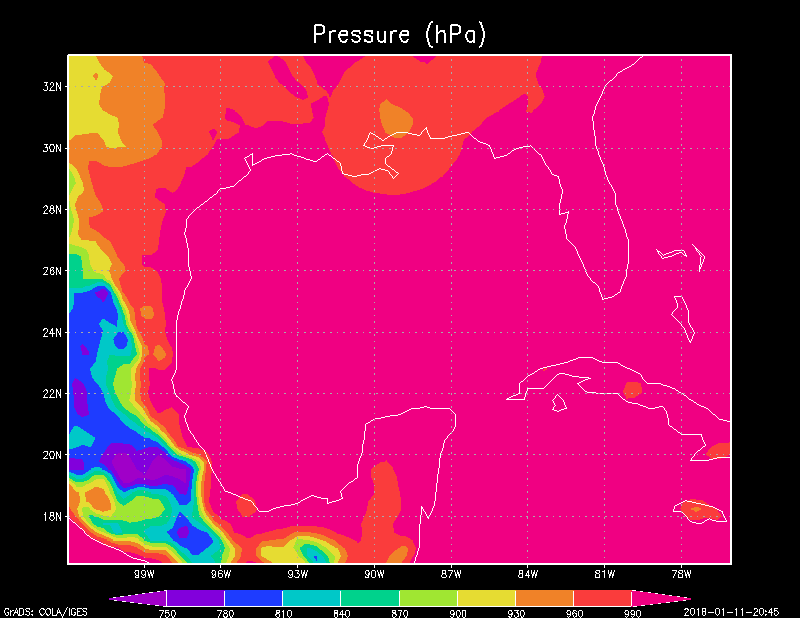 Pressure (hPa)
32N
30N
28N
26N
24N
22N
20N
18N
99W 96W 93W 90W 87W 84W 81W 78W
750 780 810 840 870 900 930 960 990
GrADS: COLA/IGES 2018-01-11-20:45